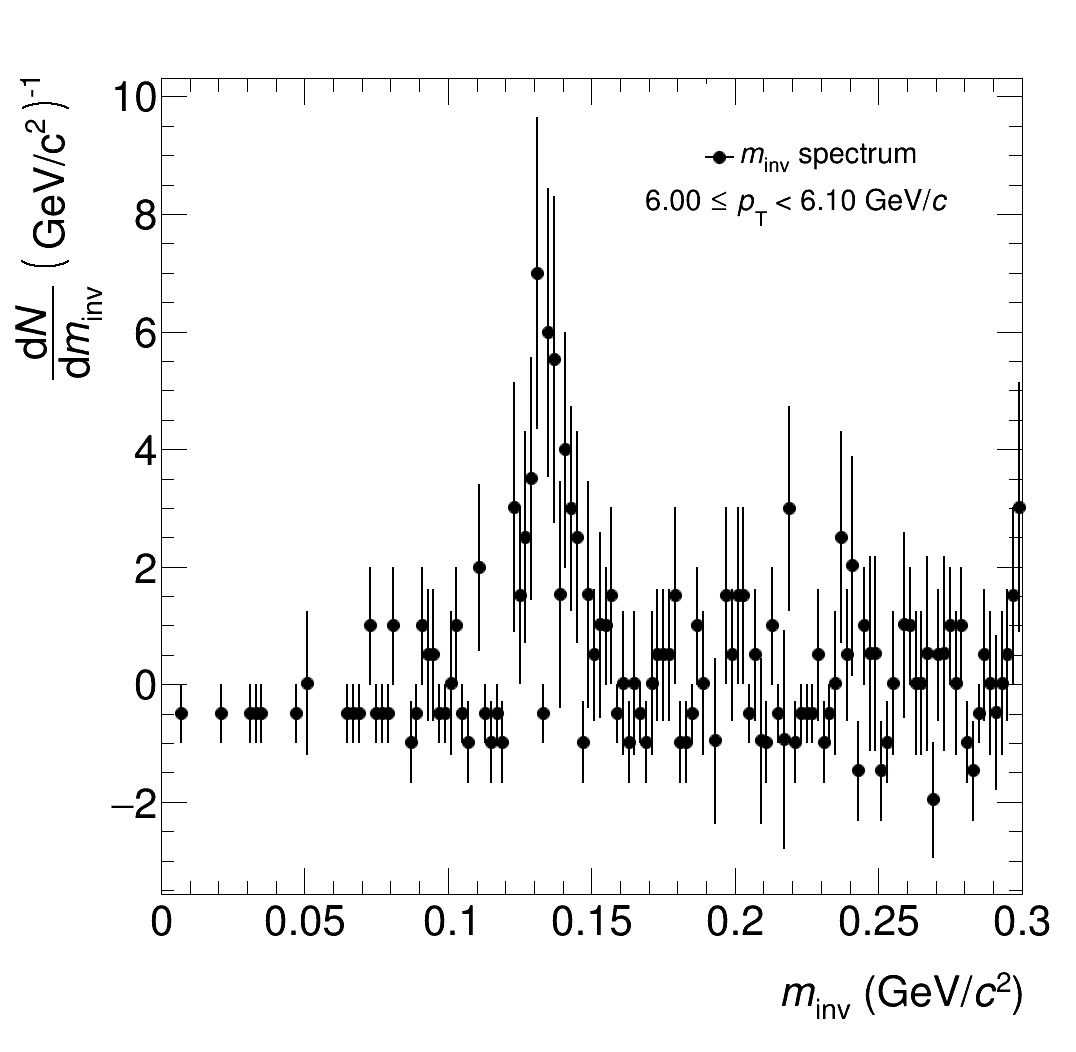 dN/dm_inv (GeV/c²)⁻¹
10
8
6
4
2
0
−2
m_inv spectrum
6.00 ≤ p_T < 6.10 GeV/c
0 0.05 0.1 0.15 0.2 0.25 0.3
m_inv (GeV/c²)